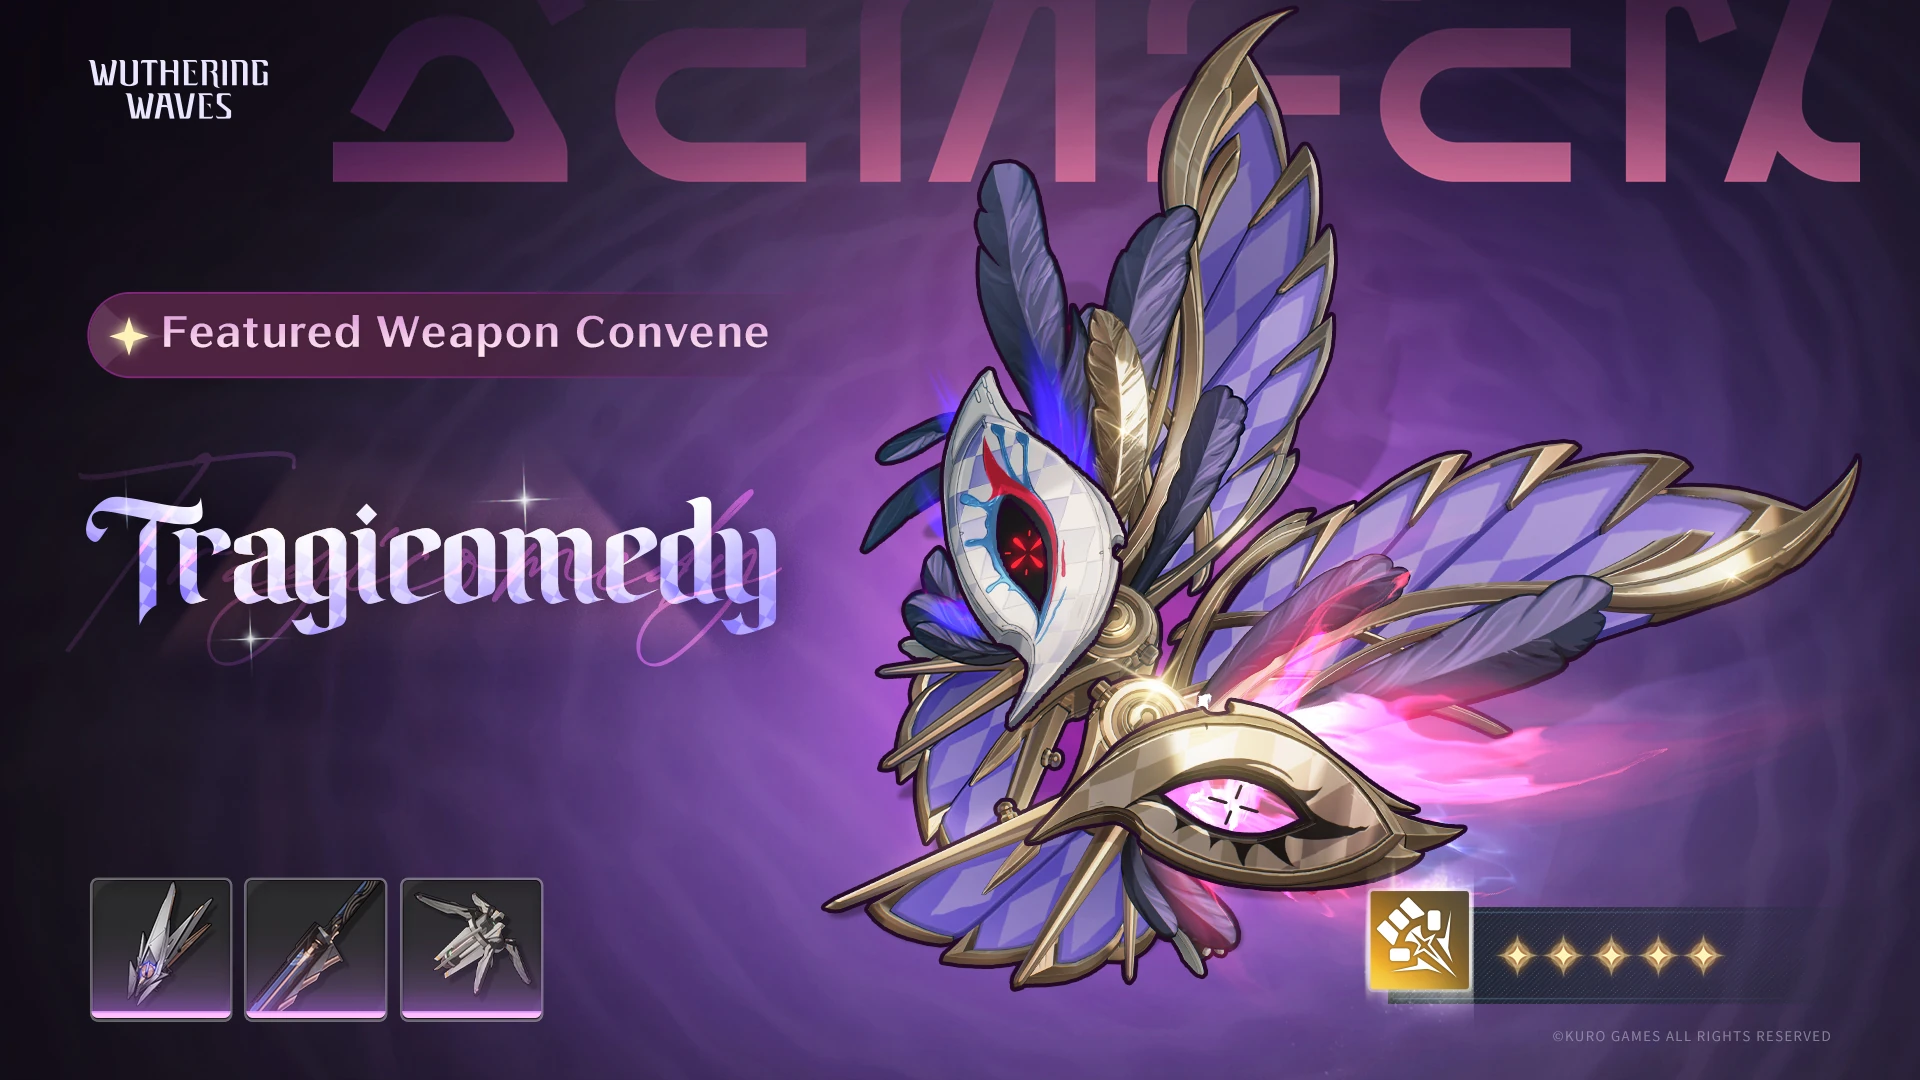 WUTHERING
WAVES
Featured Weapon Convene
Tragicomedy
©KURO GAMES ALL RIGHTS RESERVED